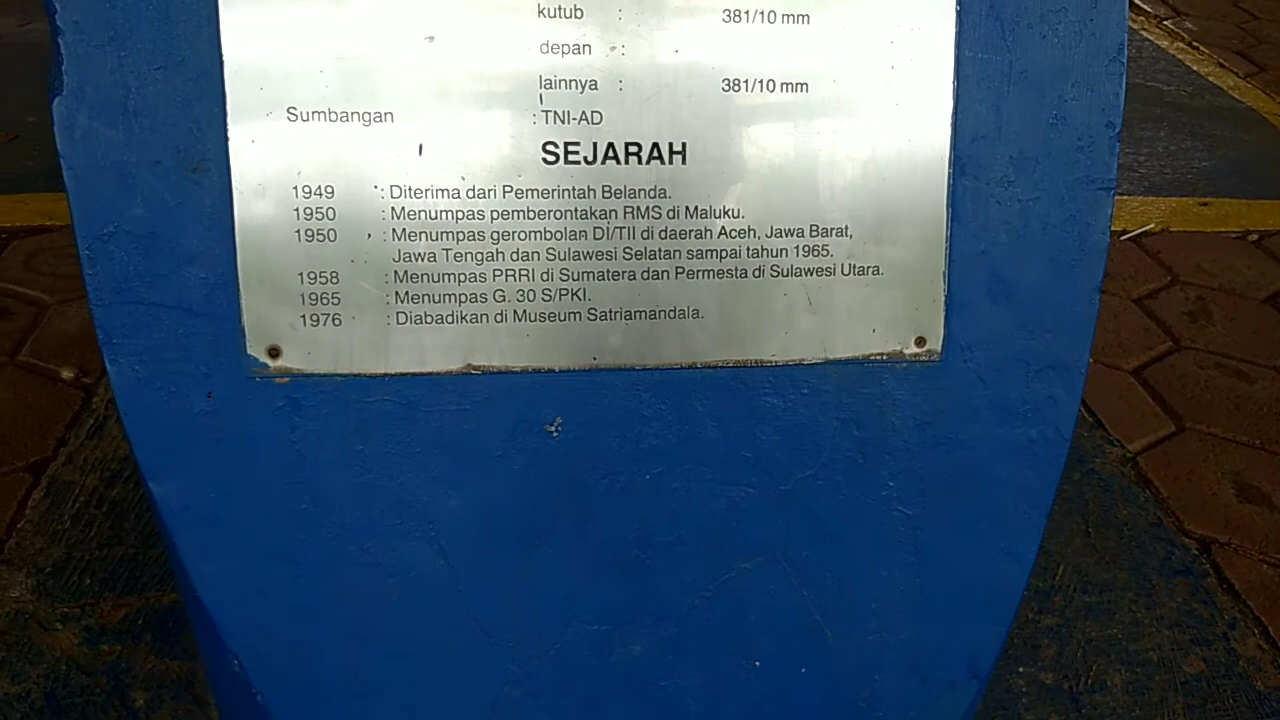 kutub : 381/10 mm
depan :
lainnya : 381/10 mm
Sumbangan : TNI-AD
SEJARAH
1949 : Diterima dari Pemerintah Belanda.
1950 : Menumpas pemberontakan RMS di Maluku.
1950 : Menumpas gerombolan DI/TII di daerah Aceh, Jawa Barat,
Jawa Tengah dan Sulawesi Selatan sampai tahun 1965.
1958 : Menumpas PRRI di Sumatera dan Permesta di Sulawesi Utara.
1965 : Menumpas G. 30 S/PKI.
1976 : Diabadikan di Museum Satriamandala.